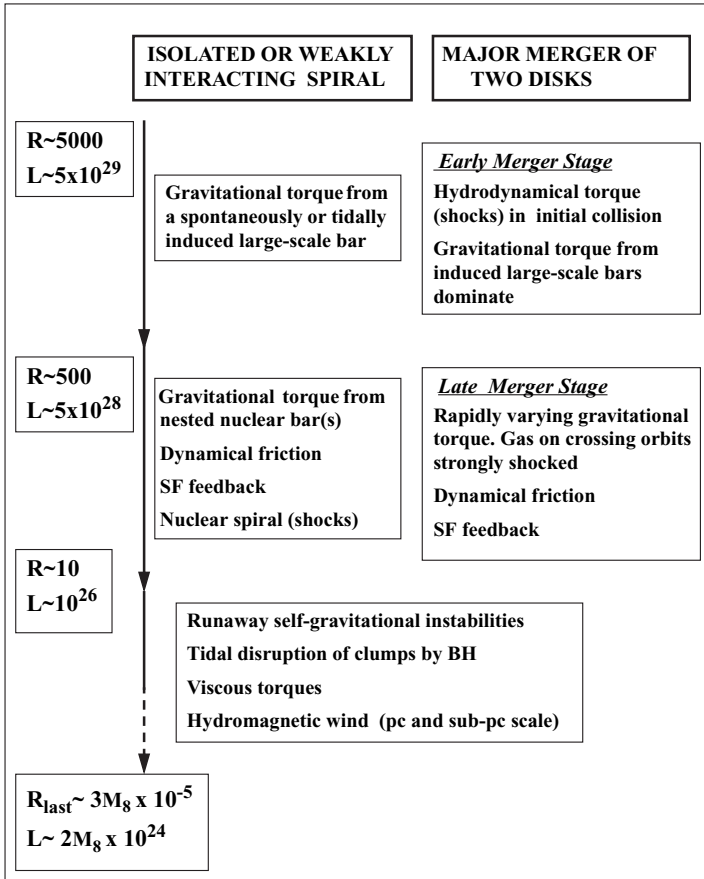 ISOLATED OR WEAKLY
INTERACTING SPIRAL
MAJOR MERGER OF
TWO DISKS
R~5000
L~5x10^29
Gravitational torque from
a spontaneously or tidally
induced large-scale bar
Early Merger Stage
Hydrodynamical torque
(shocks) in initial collision
Gravitational torque from
induced large-scale bars
dominate
R~500
L~5x10^28
Gravitational torque from
nested nuclear bar(s)
Dynamical friction
SF feedback
Nuclear spiral (shocks)
Late Merger Stage
Rapidly varying gravitational
torque. Gas on crossing orbits
strongly shocked
Dynamical friction
SF feedback
R~10
L~10^26
Runaway self-gravitational instabilities
Tidal disruption of clumps by BH
Viscous torques
Hydromagnetic wind (pc and sub-pc scale)
R_last~ 3M_8 x 10^-5
L~ 2M_8 x 10^24